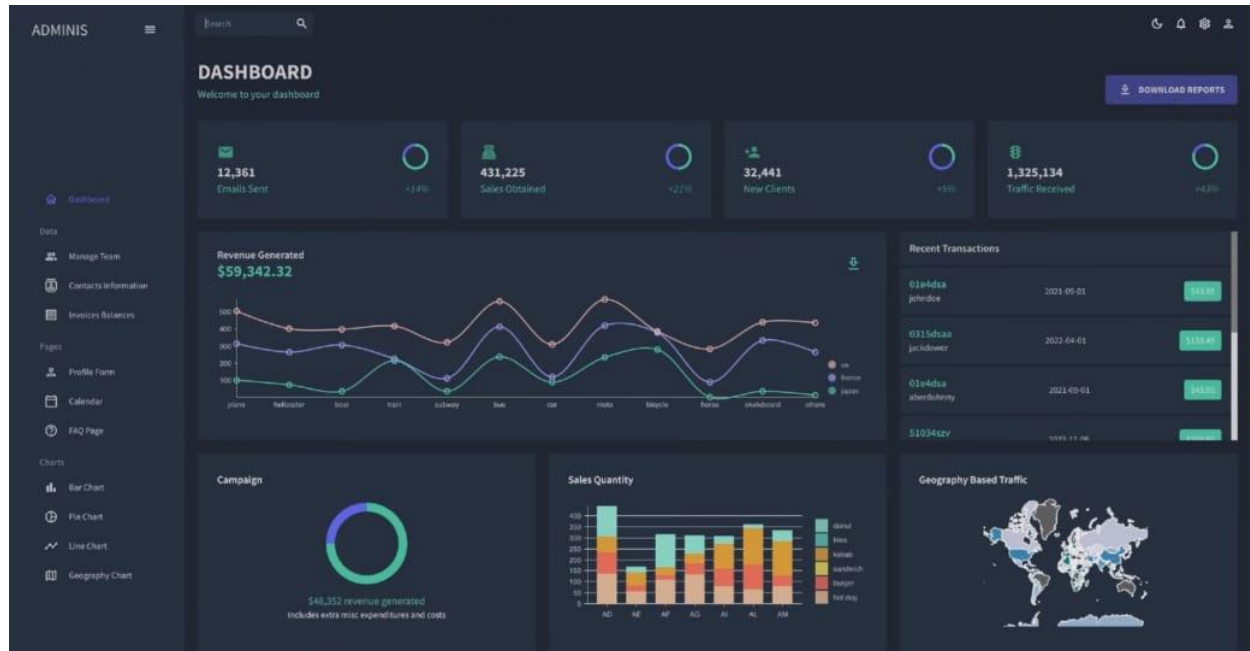 ADMINIS
Search
DASHBOARD
Welcome to your dashboard
DOWNLOAD REPORTS
12,361
Emails Sent
+14%
431,225
Sales Obtained
+21%
32,441
New Clients
+5%
1,325,134
Traffic Received
+43%
Dashboard
Data
Manage Team
Contacts Information
Invoices Balances
Pages
Profile Form
Calendar
FAQ Page
Charts
Bar Chart
Pie Chart
Line Chart
Geography Chart
Revenue Generated
$59,342.32
500
400
300
200
100
plane
helicopter
boat
train
subway
bus
car
moto
bicycle
horse
skateboard
others
us
france
japan
Recent Transactions
01e4dsa
johndoe
2021-09-01
$43.95
0315dsaa
jackdower
2022-04-01
$133.45
01e4dsa
aberdohnny
2021-09-01
$43.95
51034szv
2022-11-05
Campaign
$48,352 revenue generated
Includes extra misc expenditures and costs
Sales Quantity
400
350
300
250
200
150
100
50
0
AD
AE
AF
AG
AI
AL
AM
donut
fries
kebab
sandwich
burger
hot dog
Geography Based Traffic